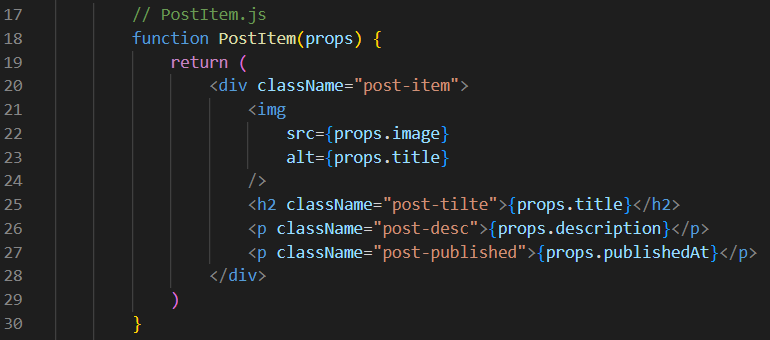 17 // PostItem.js
18 function PostItem(props) {
19 return (
20 <div className="post-item">
21 <img
22 src={props.image}
23 alt={props.title}
24 />
25 <h2 className="post-tilte">{props.title}</h2>
26 <p className="post-desc">{props.description}</p>
27 <p className="post-published">{props.publishedAt}</p>
28 </div>
29 )
30 }